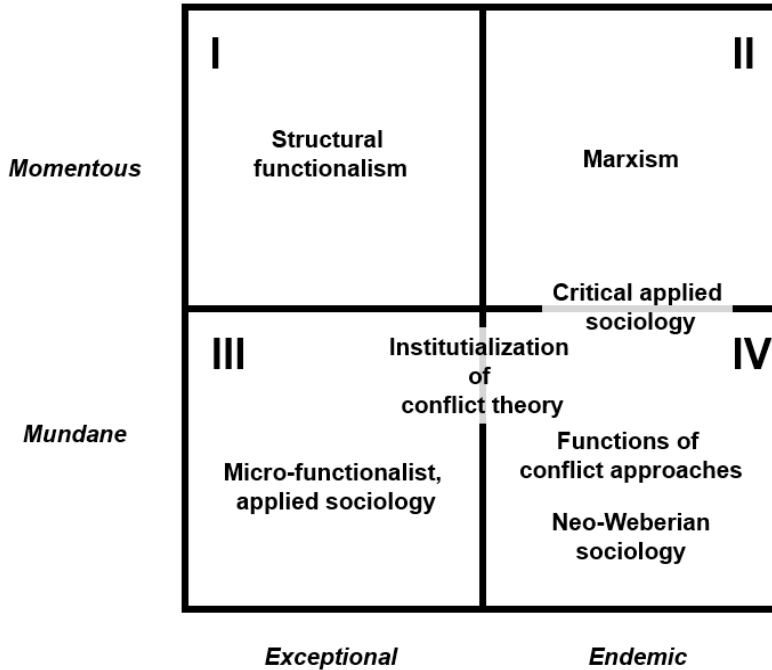 I
II
Structural
functionalism
Marxism
Momentous
Critical applied
sociology
III
Institutialization
of
conflict theory
IV
Mundane
Functions of
conflict approaches
Micro-functionalist,
applied sociology
Neo-Weberian
sociology
Exceptional
Endemic